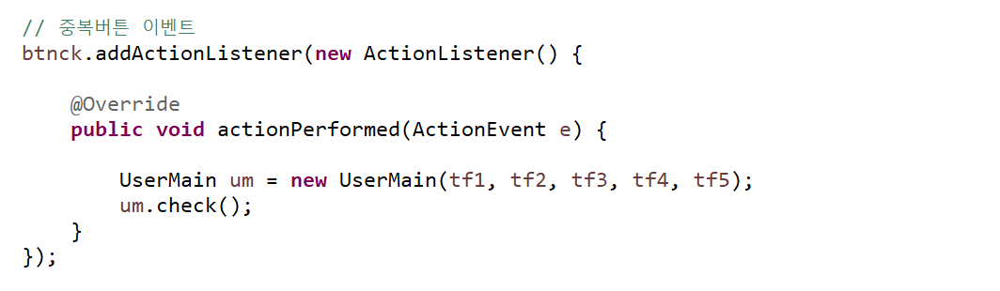 // 중복버튼 이벤트
btnck.addActionListener(new ActionListener() {
@Override
public void actionPerformed(ActionEvent e) {
UserMain um = new UserMain(tf1, tf2, tf3, tf4, tf5);
um.check();
}
});